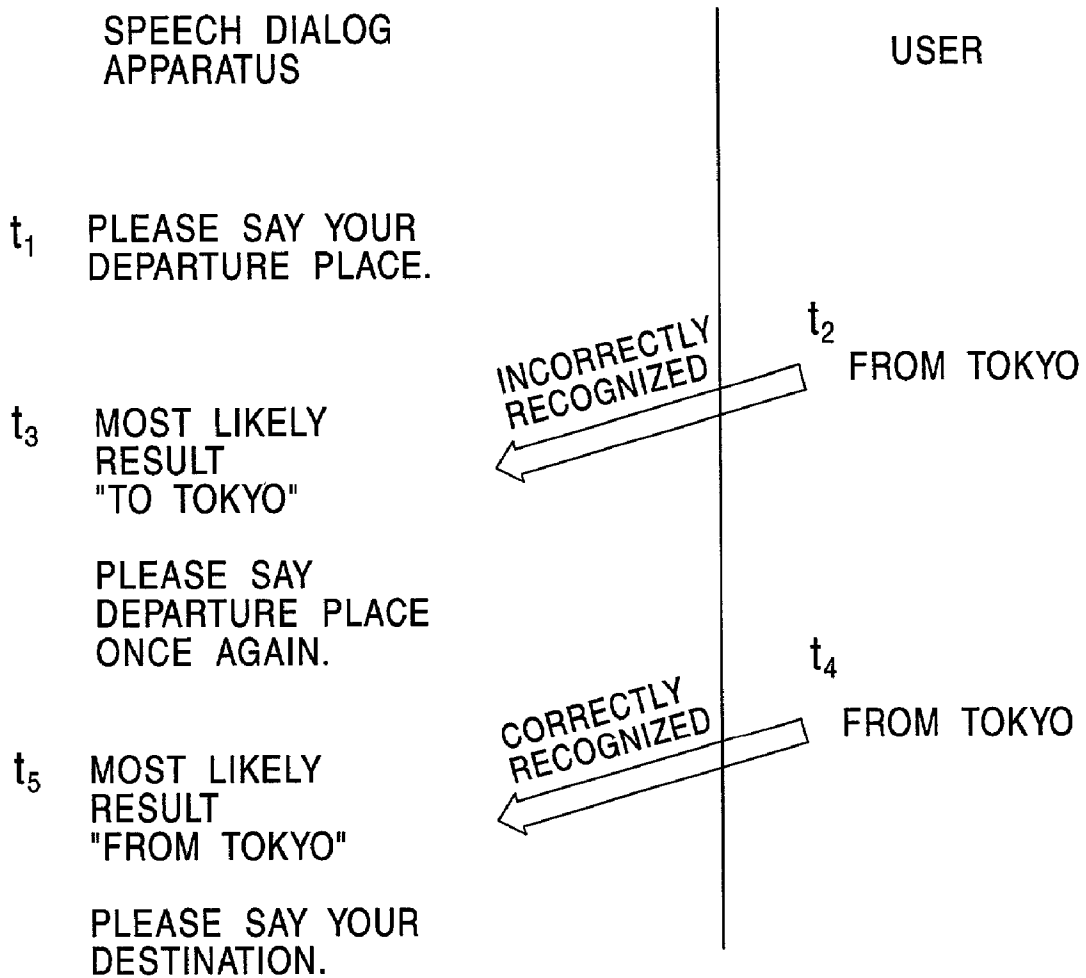 SPEECH DIALOG
APPARATUS
USER
t₁ PLEASE SAY YOUR
DEPARTURE PLACE.
INCORRECTLY
RECOGNIZED
t₂
FROM TOKYO
t₃ MOST LIKELY
RESULT
"TO TOKYO"
PLEASE SAY
DEPARTURE PLACE
ONCE AGAIN.
CORRECTLY
RECOGNIZED
t₄
FROM TOKYO
t₅ MOST LIKELY
RESULT
"FROM TOKYO"
PLEASE SAY YOUR
DESTINATION.